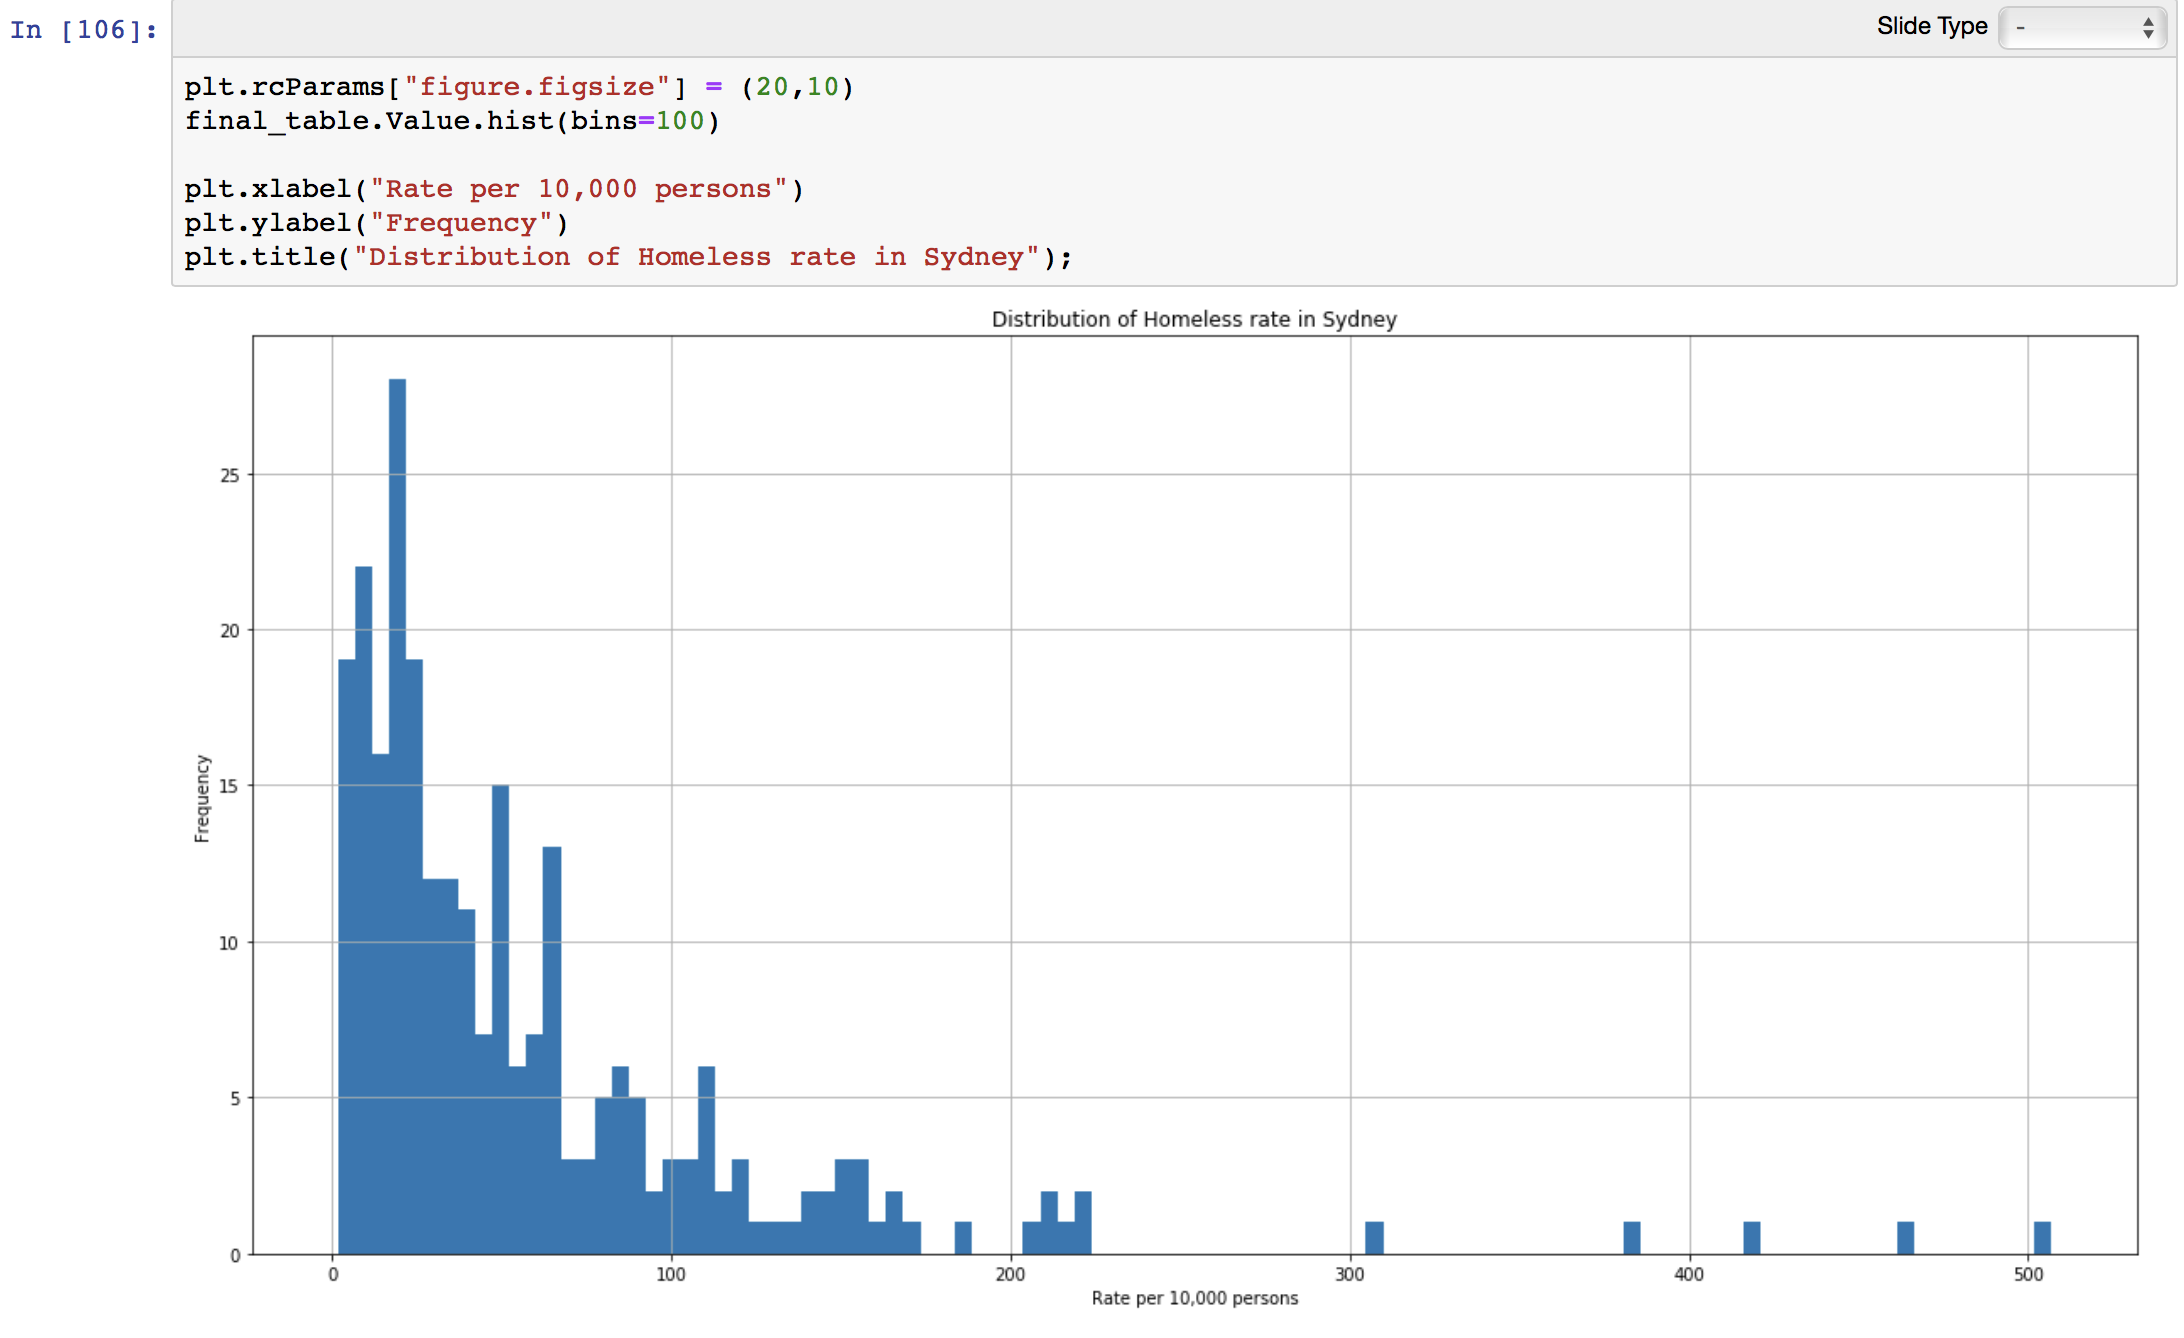 In [106]:
Slide Type -
plt.rcParams["figure.figsize"] = (20,10)
final_table.Value.hist(bins=100)
plt.xlabel("Rate per 10,000 persons")
plt.ylabel("Frequency")
plt.title("Distribution of Homeless rate in Sydney");
Distribution of Homeless rate in Sydney
25
20
15
10
5
0
Frequency
0 100 200 300 400 500
Rate per 10,000 persons